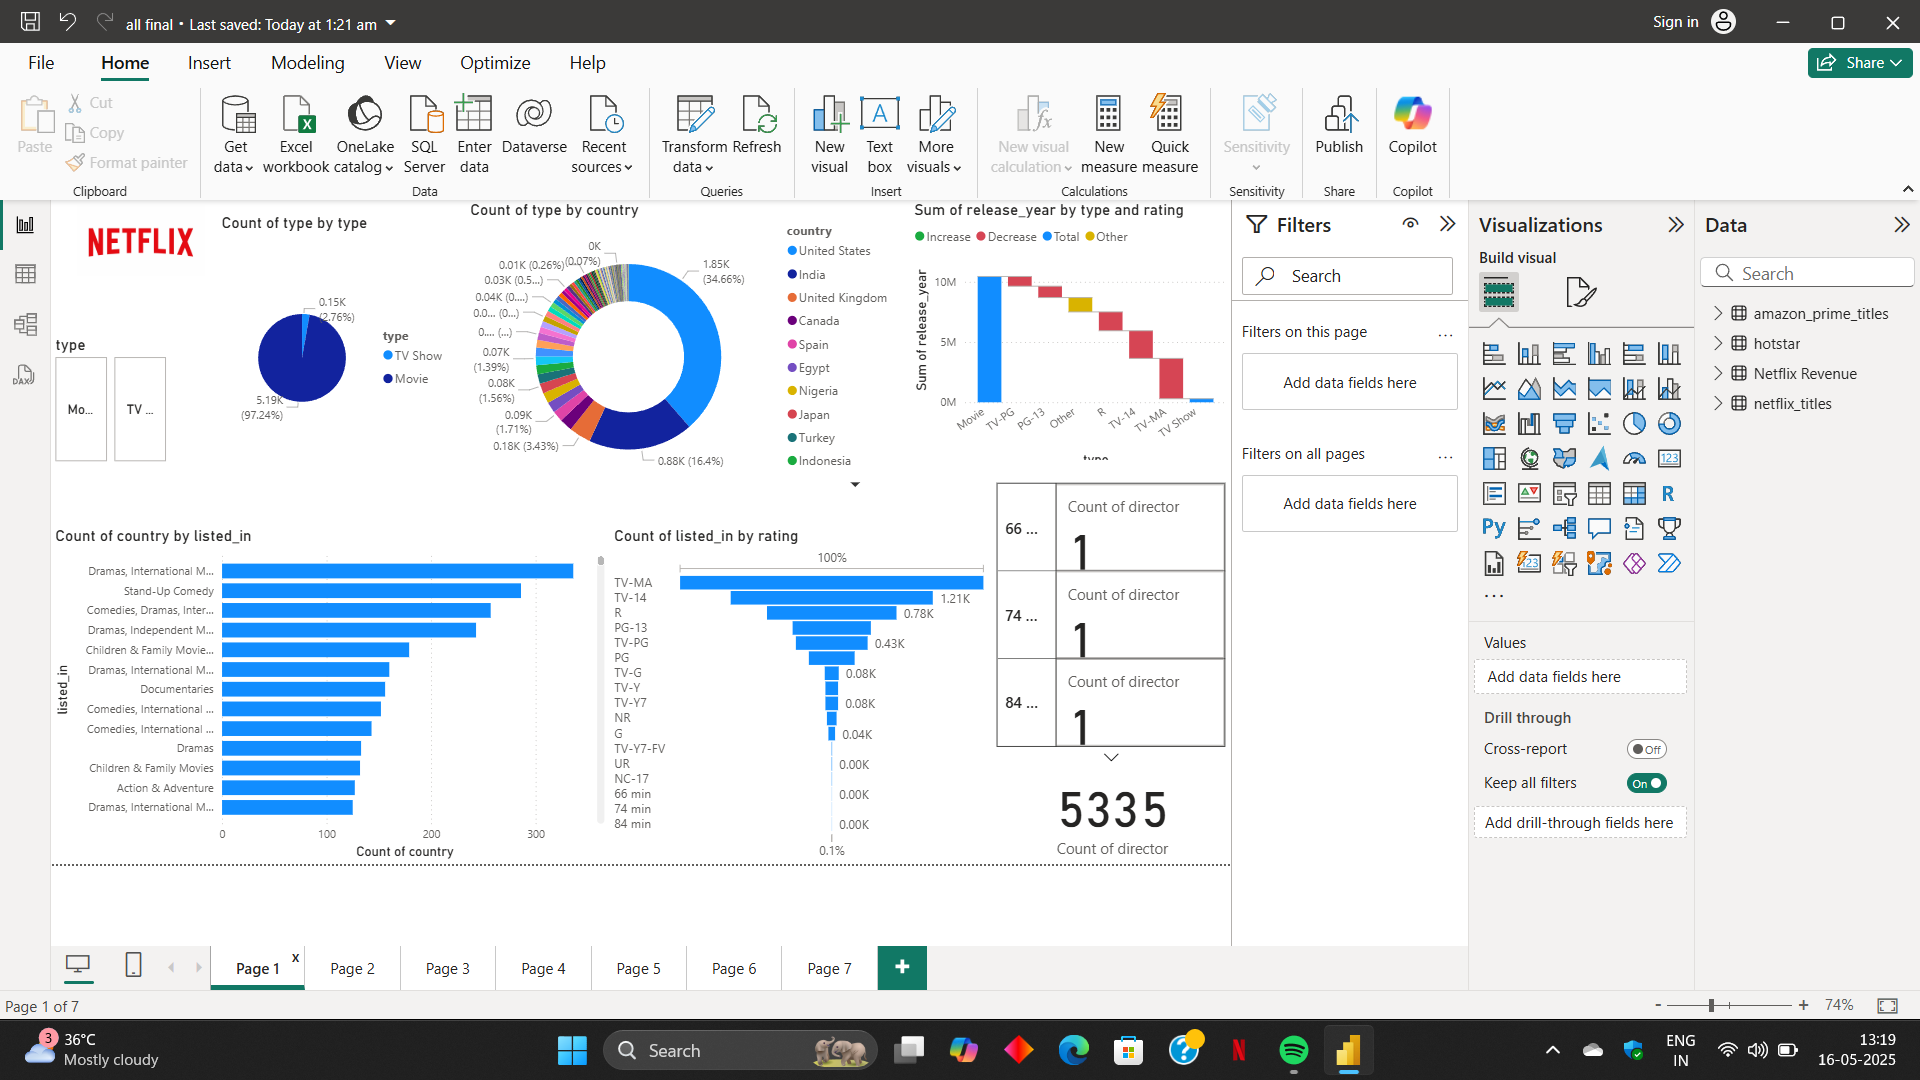 all final • Last saved: Today at 1:21 am
Sign in
File
Home
Insert
Modeling
View
Optimize
Help
Share
Paste
Cut
Copy
Format painter
Clipboard
Get data
Excel workbook
OneLake catalog
SQL Server
Enter data
Dataverse
Recent sources
Data
Transform data
Refresh
Queries
New visual
Text box
More visuals
Insert
New visual calculation
New measure
Quick measure
Calculations
Sensitivity
Sensitivity
Publish
Share
Copilot
Copilot
NETFLIX
type
Mo...
TV ...
Count of type by type
0.15K
(2.76%)
5.19K
(97.24%)
type
TV Show
Movie
Count of type by country
0K
(0.07%)
0.01K (0.26%)
0.03K (0.5...)
0.04K (0....)
0.0... (0...)
0.... (...)
0.07K
(1.39%)
0.08K
(1.56%)
0.09K
(1.71%)
0.18K (3.43%)
0.88K (16.4%)
1.85K
(34.66%)
country
United States
India
United Kingdom
Canada
Spain
Egypt
Nigeria
Japan
Turkey
Indonesia
Sum of release_year by type and rating
Increase
Decrease
Total
Other
Sum of release_year
10M
5M
0M
Movie
TV-PG
PG-13
Other
R
TV-14
TV-MA
TV Show
type
Count of country by listed_in
listed_in
Dramas, International M...
Stand-Up Comedy
Comedies, Dramas, Inter...
Dramas, Independent M...
Children & Family Movie...
Dramas, International M...
Documentaries
Comedies, International ...
Comedies, International ...
Dramas
Children & Family Movies
Action & Adventure
Dramas, International M...
0
100
200
300
Count of country
Count of listed_in by rating
100%
TV-MA
TV-14
1.21K
R
0.78K
PG-13
TV-PG
0.43K
PG
TV-G
0.08K
TV-Y
TV-Y7
0.08K
NR
G
0.04K
TV-Y7-FV
UR
0.00K
NC-17
66 min
0.00K
74 min
84 min
0.00K
0.1%
66 ...
Count of director
1
74 ...
Count of director
1
84 ...
Count of director
1
5335
Count of director
Filters
Search
Filters on this page
...
Add data fields here
Filters on all pages
...
Add data fields here
Visualizations
Build visual
123
R
Py
123
...
Values
Add data fields here
Drill through
Cross-report
Off
Keep all filters
On
Add drill-through fields here
Data
Search
amazon_prime_titles
hotstar
Netflix Revenue
netflix_titles
Page 1
x
Page 2
Page 3
Page 4
Page 5
Page 6
Page 7
+
Page 1 of 7
-
+
74%
3
36°C
Mostly cloudy
Search
ENG
IN
13:19
16-05-2025